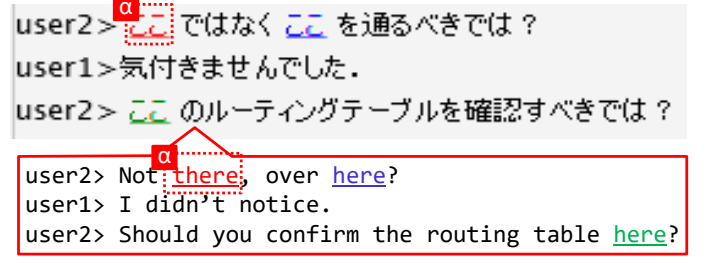 α
user2> ここ ではなく ここ を通るべきでは?
user1>気付きませんでした.
user2> ここ のルーティングテーブルを確認すべきでは?
α
user2> Not there, over here?
user1> I didn’t notice.
user2> Should you confirm the routing table here?